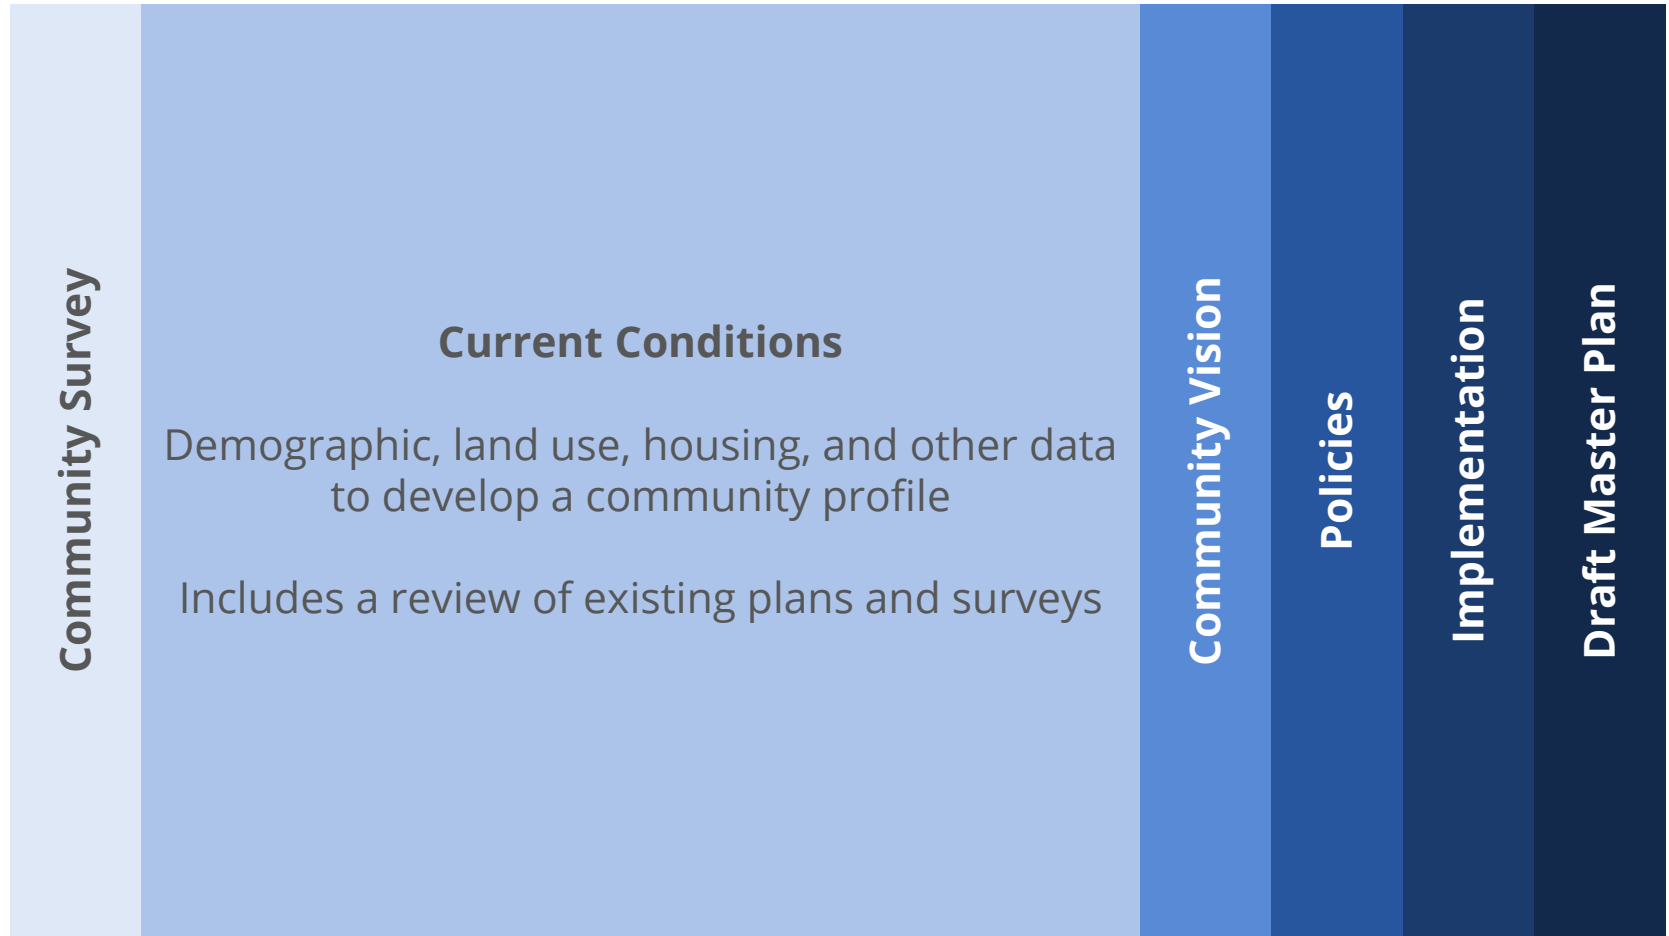 Community Survey
Current Conditions
Demographic, land use, housing, and other data
to develop a community profile
Includes a review of existing plans and surveys
Community Vision
Policies
Implementation
Draft Master Plan